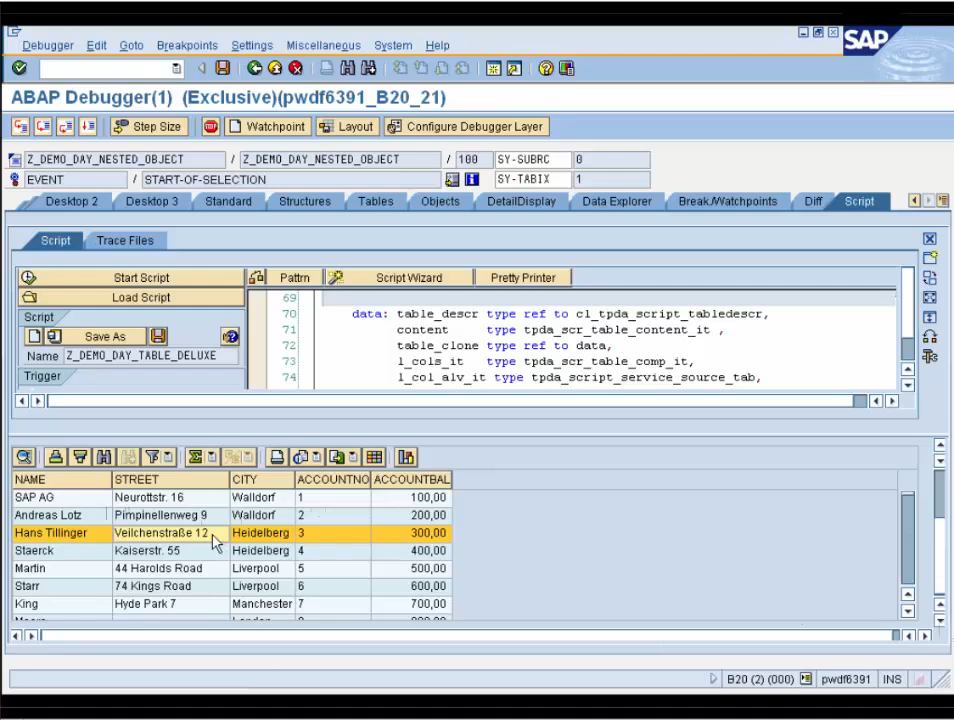 Debugger Edit Goto Breakpoints Settings Miscellaneous System Help
SAP
ABAP Debugger(1) (Exclusive)(pwdf6391_B20_21)
Step Size Watchpoint Layout Configure Debugger Layer
Z_DEMO_DAY_NESTED_OBJECT / Z_DEMO_DAY_NESTED_OBJECT / 100 SY-SUBRC 0
EVENT / START-OF-SELECTION SY-TABIX 1
Desktop 2 Desktop 3 Standard Structures Tables Objects DetailDisplay Data Explorer Break./Watchpoints Diff Script
Script Trace Files
Start Script Pattrn Script Wizard Pretty Printer
Load Script 69
70 data: table_descr type ref to cl_tpda_script_tabledescr,
Script 71 content type tpda_scr_table_content_it ,
Save As 72 table_clone type ref to data,
Name Z_DEMO_DAY_TABLE_DELUXE 73 l_cols_it type tpda_scr_table_comp_it,
Trigger 74 l_col_alv_it type tpda_script_service_source_tab,
NAME STREET CITY ACCOUNTNO ACCOUNTBAL
SAP AG Neurottstr. 16 Walldorf 1 100,00
Andreas Lotz Pimpinellenweg 9 Walldorf 2 200,00
Hans Tillinger Veilchenstraße 12 Heidelberg 3 300,00
Staerck Kaiserstr. 55 Heidelberg 4 400,00
Martin 44 Harolds Road Liverpool 5 500,00
Starr 74 Kings Road Liverpool 6 600,00
King Hyde Park 7 Manchester 7 700,00
B20 (2) (000) pwdf6391 INS